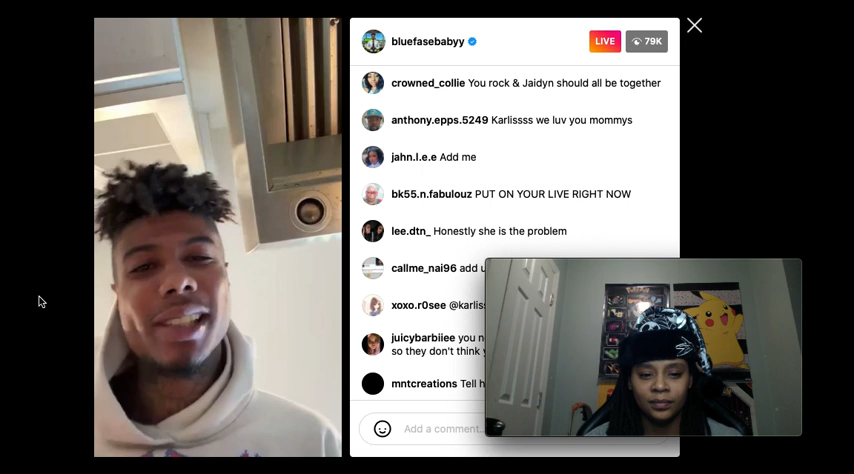 bluefasebabyy
LIVE
79K
crowned_collie You rock & Jaidyn should all be together
anthony.epps.5249 Karlissss we luv you mommys
jahn.l.e.e Add me
bk55.n.fabulouz PUT ON YOUR LIVE RIGHT NOW
lee.dtn_ Honestly she is the problem
callme_nai96 add u
xoxo.r0see @karliss
juicybarbiiee you n
so they don't think y
mntcreations Tell h
Add a comment...